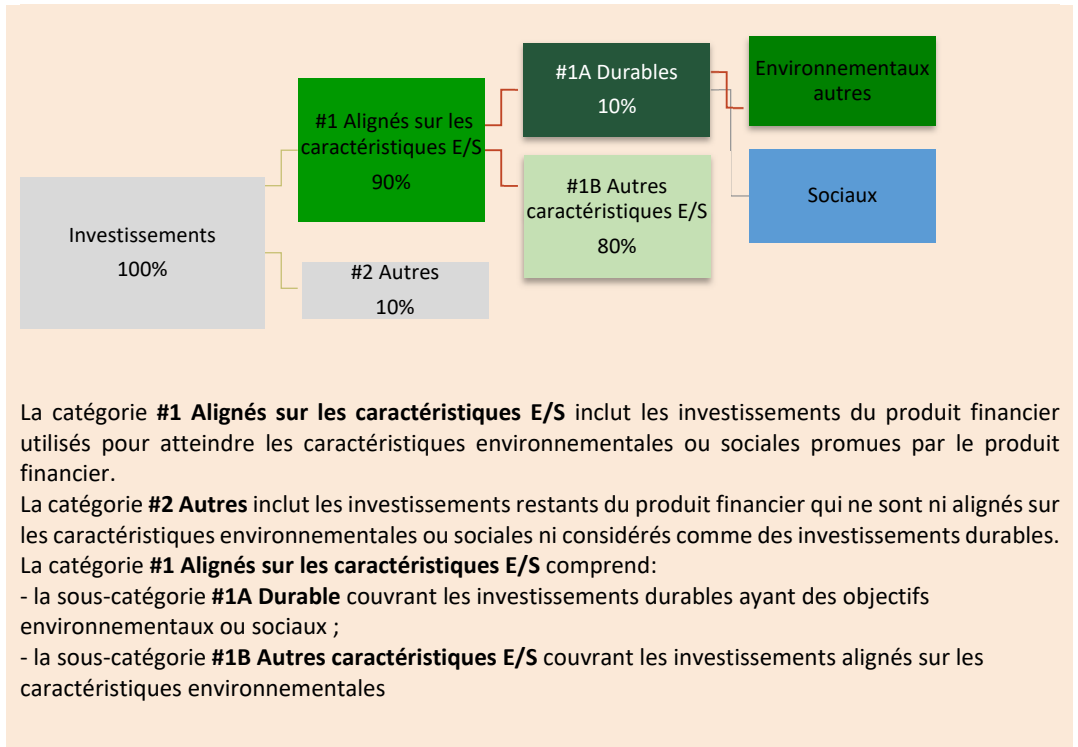 Investissements
100%
#1 Alignés sur les
caractéristiques E/S
90%
#2 Autres
10%
#1A Durables
10%
#1B Autres
caractéristiques E/S
80%
Environnementaux
autres
Sociaux
La catégorie #1 Alignés sur les caractéristiques E/S inclut les investissements du produit financier
utilisés pour atteindre les caractéristiques environnementales ou sociales promues par le produit
financier.
La catégorie #2 Autres inclut les investissements restants du produit financier qui ne sont ni alignés sur
les caractéristiques environnementales ou sociales ni considérés comme des investissements durables.
La catégorie #1 Alignés sur les caractéristiques E/S comprend:
- la sous-catégorie #1A Durable couvrant les investissements durables ayant des objectifs
environnementaux ou sociaux ;
- la sous-catégorie #1B Autres caractéristiques E/S couvrant les investissements alignés sur les
caractéristiques environnementales